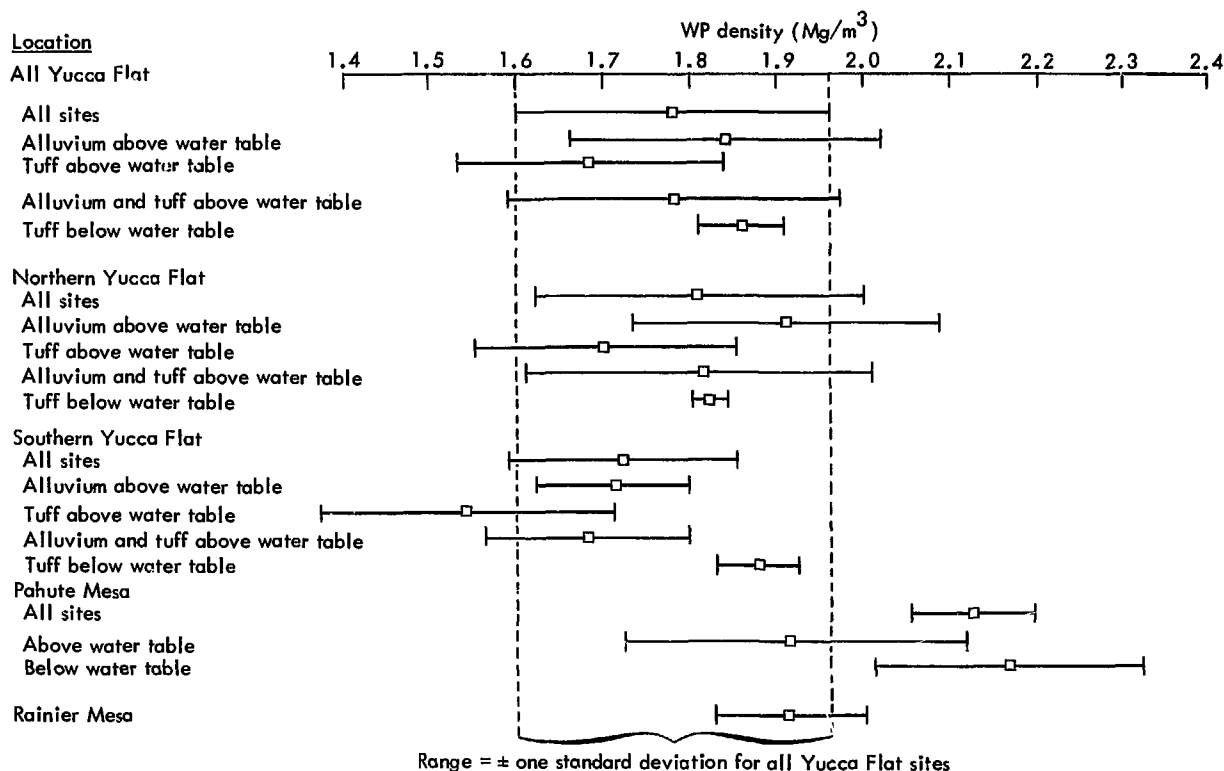 WP density (Mg/m³)
Location
All Yucca Flat
1.4 1.5 1.6 1.7 1.8 1.9 2.0 2.1 2.2 2.3 2.4
All sites
Alluvium above water table
Tuff above water table
Alluvium and tuff above water table
Tuff below water table
Northern Yucca Flat
All sites
Alluvium above water table
Tuff above water table
Alluvium and tuff above water table
Tuff below water table
Southern Yucca Flat
All sites
Alluvium above water table
Tuff above water table
Alluvium and tuff above water table
Tuff below water table
Pahute Mesa
All sites
Above water table
Below water table
Rainier Mesa
Range = ± one standard deviation for all Yucca Flat sites